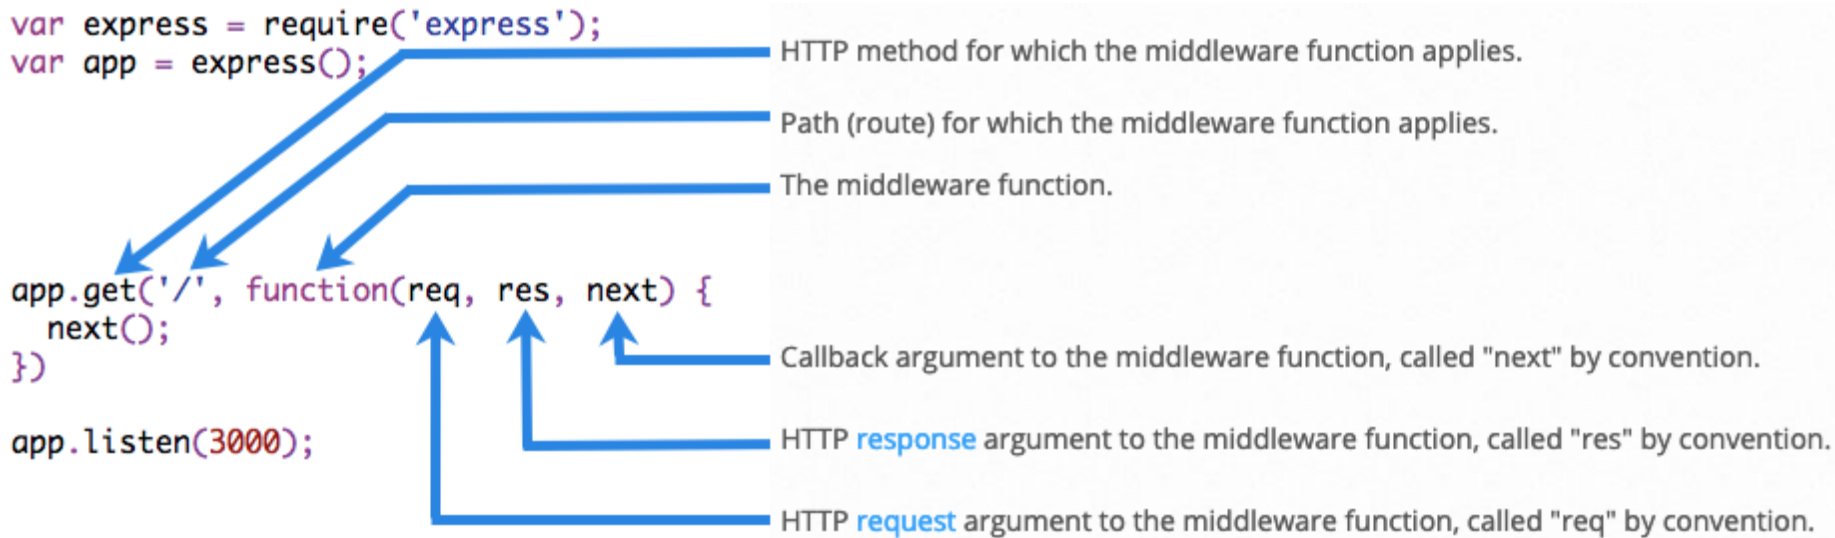 var express = require('express');
var app = express();
HTTP method for which the middleware function applies.
Path (route) for which the middleware function applies.
The middleware function.
app.get('/', function(req, res, next) {
  next();
})
app.listen(3000);
Callback argument to the middleware function, called "next" by convention.
HTTP response argument to the middleware function, called "res" by convention.
HTTP request argument to the middleware function, called "req" by convention.